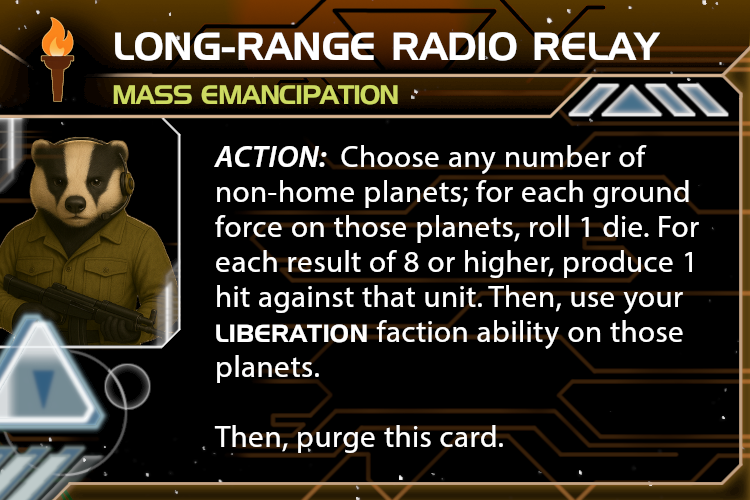 LONG-RANGE RADIO RELAY
MASS EMANCIPATION
ACTION: Choose any number of
non-home planets; for each ground
force on those planets, roll 1 die. For
each result of 8 or higher, produce 1
hit against that unit. Then, use your
LIBERATION faction ability on those
planets.
Then, purge this card.